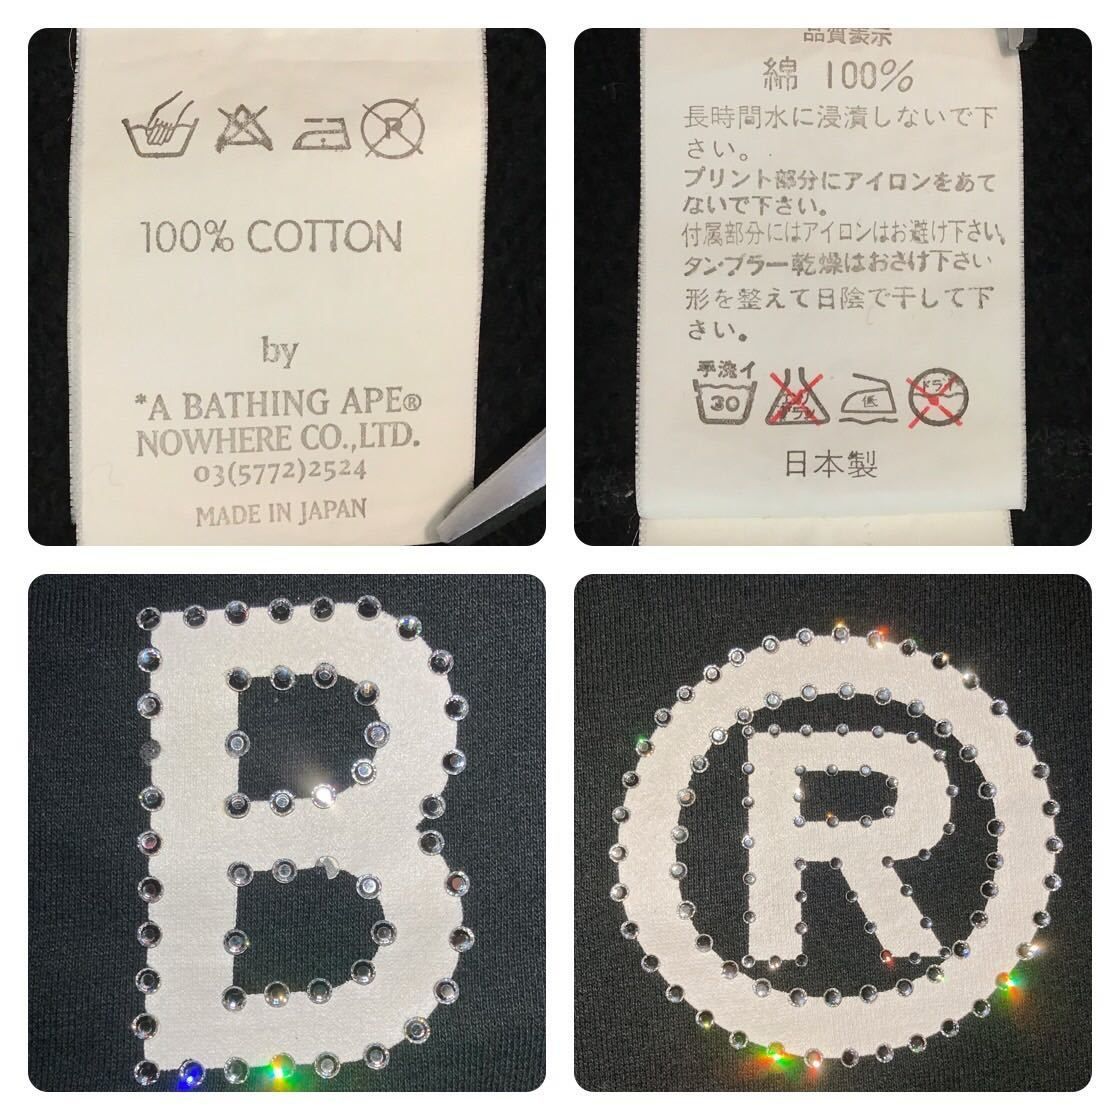 R
100% COTTON
by
*A BATHING APE®
NOWHERE CO.,LTD.
03(5772)2524
MADE IN JAPAN
品質表示
綿 100%
長時間水に浸漬しないで下
さい。
プリント部分にアイロンをあて
ないで下さい。
付属部分にはアイロンはお避け下さい。
タンブラー乾燥はおさけ下さい
形を整えて日陰で干して下
さい。
手洗イ
30
低
ドライ
日本製
B
®